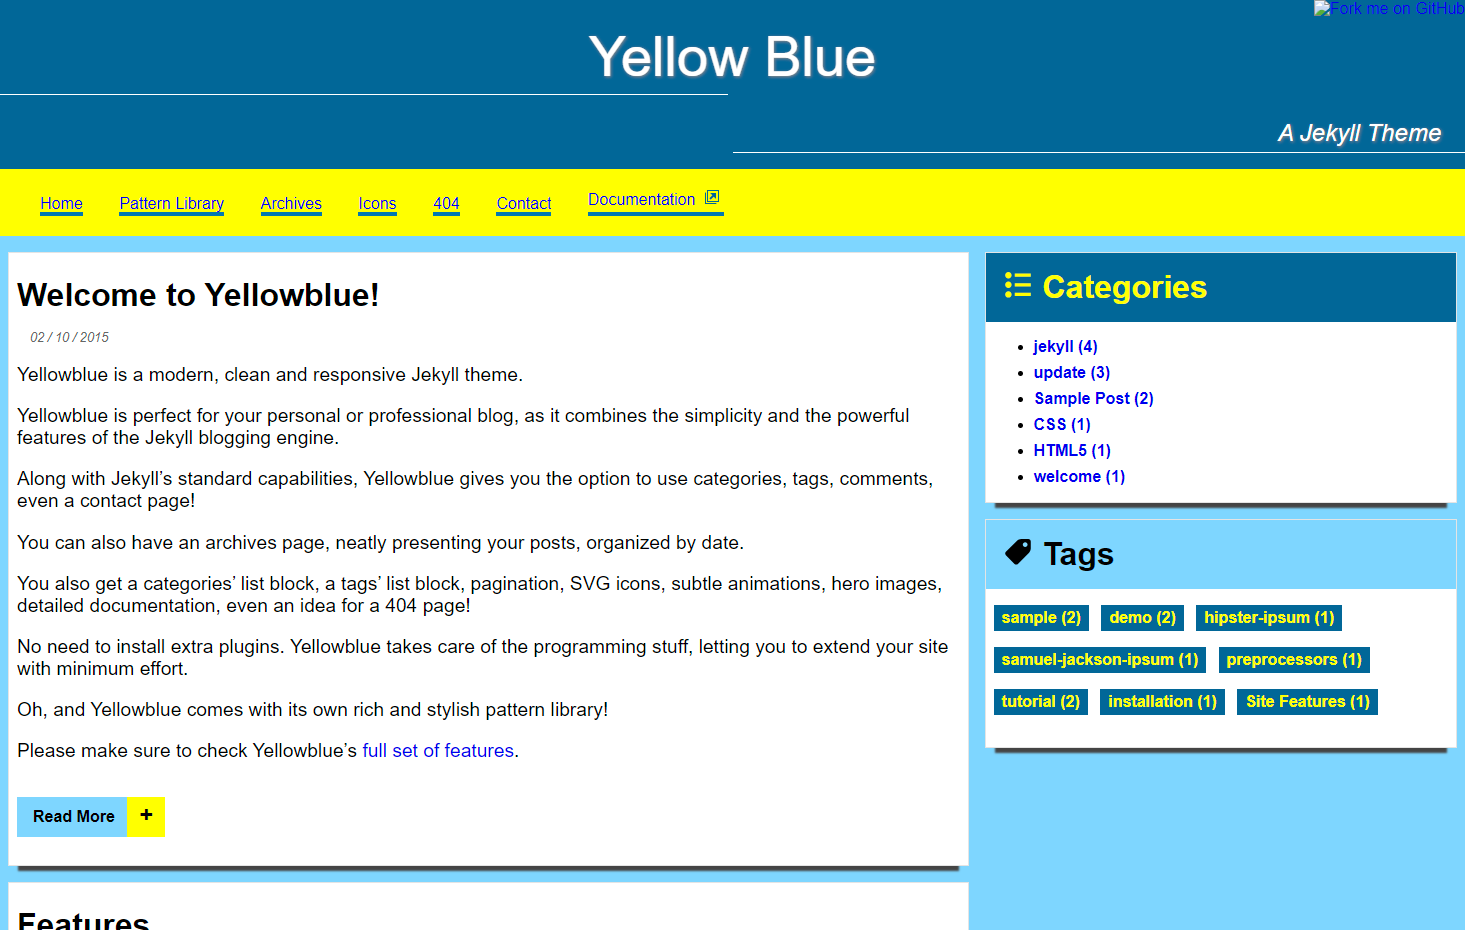 Fork me on GitHub
Yellow Blue
A Jekyll Theme
Home Pattern Library Archives Icons 404 Contact Documentation
Welcome to Yellowblue!
02 / 10 / 2015
Yellowblue is a modern, clean and responsive Jekyll theme.
Yellowblue is perfect for your personal or professional blog, as it combines the simplicity and the powerful
features of the Jekyll blogging engine.
Along with Jekyll’s standard capabilities, Yellowblue gives you the option to use categories, tags, comments,
even a contact page!
You can also have an archives page, neatly presenting your posts, organized by date.
You also get a categories’ list block, a tags’ list block, pagination, SVG icons, subtle animations, hero images,
detailed documentation, even an idea for a 404 page!
No need to install extra plugins. Yellowblue takes care of the programming stuff, letting you to extend your site
with minimum effort.
Oh, and Yellowblue comes with its own rich and stylish pattern library!
Please make sure to check Yellowblue’s full set of features.
Read More +
Features
Categories
jekyll (4)
update (3)
Sample Post (2)
CSS (1)
HTML5 (1)
welcome (1)
Tags
sample (2) demo (2) hipster-ipsum (1)
samuel-jackson-ipsum (1) preprocessors (1)
tutorial (2) installation (1) Site Features (1)